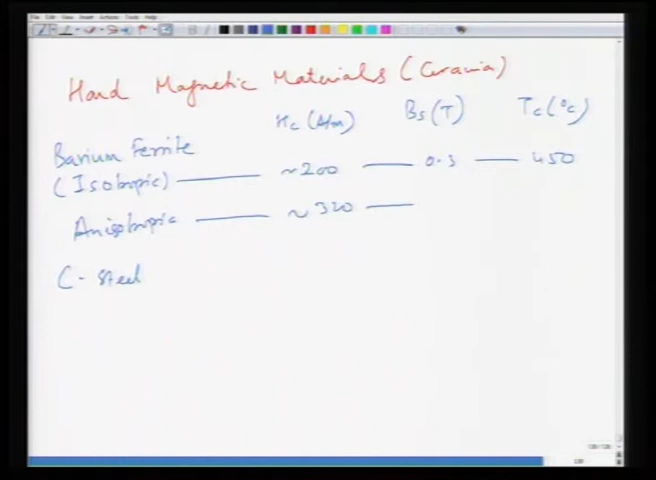 Hard Magnetic Materials (Ceramic)
Hc (A/m) Bs (T) Tc (°C)
Barium Ferrite
(Isotropic) — ~200 — 0.3 — 450
Anisotropic — ~320 —
C-steel